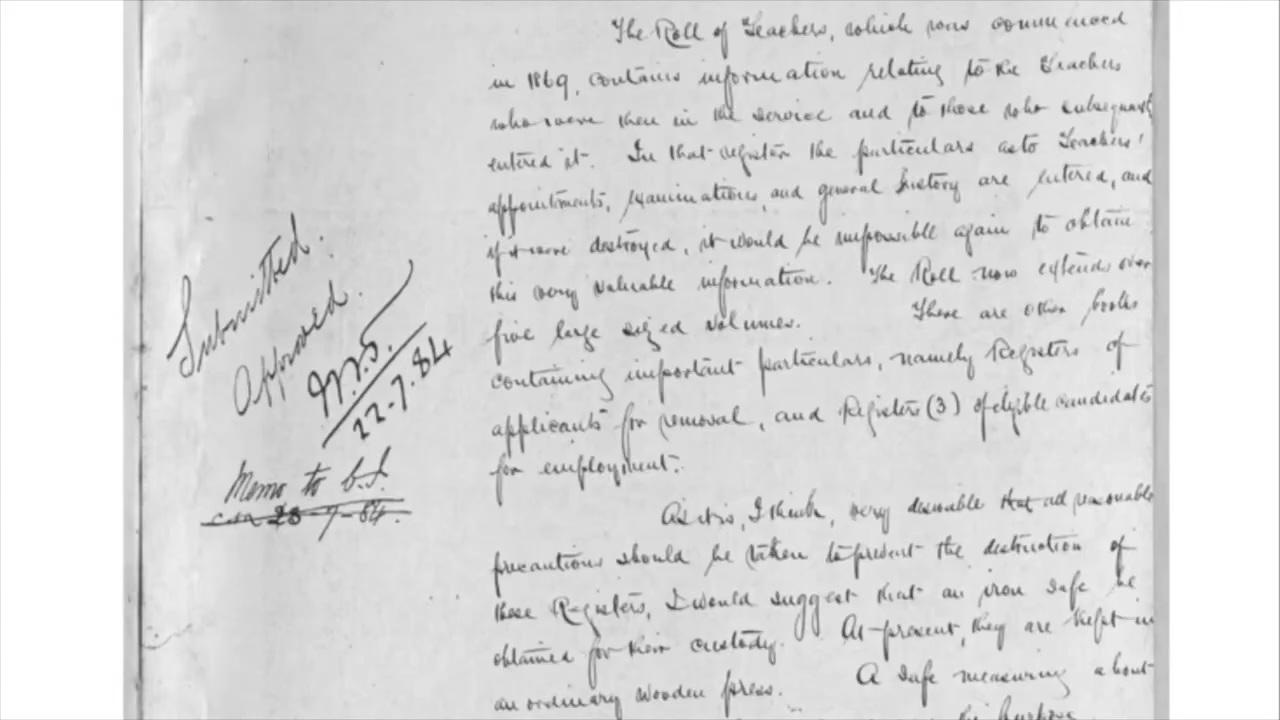 The Roll of Teachers, which was commenced
in 1869, contains information relating to the Teachers
who were then in the service and to those who subsequently
entered it. In that register the particulars as to Teachers'
appointments, examinations, and general history are entered, and
if it were destroyed, it would be impossible again to obtain
this very valuable information. The Roll now extends over
five large sized volumes. There are other books
containing important particulars, namely Registers of
applicants for removal, and Registers (3) of eligible candidates
for employment.
As it is, I think, very desirable that all reasonable
precautions should be taken to prevent the destruction of
these Registers, I would suggest that an iron safe be
obtained for their custody. At present, they are kept in
an ordinary wooden press. A safe measuring about
purpose
Submitted.
Approved.
22-7.84
Memo to
28-7-84.